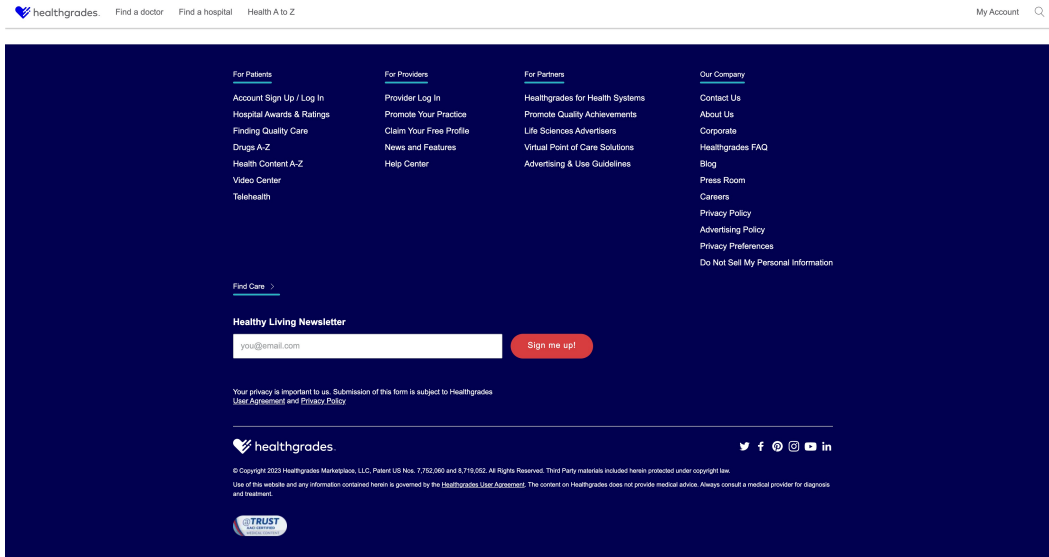 healthgrades.
Find a doctor
Find a hospital
Health A to Z
My Account
For Patients
Account Sign Up / Log In
Hospital Awards & Ratings
Finding Quality Care
Drugs A-Z
Health Content A-Z
Video Center
Telehealth
For Providers
Provider Log In
Promote Your Practice
Claim Your Free Profile
News and Features
Help Center
For Partners
Healthgrades for Health Systems
Promote Quality Achievements
Life Sciences Advertisers
Virtual Point of Care Solutions
Advertising & Use Guidelines
Our Company
Contact Us
About Us
Corporate
Healthgrades FAQ
Blog
Press Room
Careers
Privacy Policy
Advertising Policy
Privacy Preferences
Do Not Sell My Personal Information
Find Care
Healthy Living Newsletter
you@email.com
Sign me up!
Your privacy is important to us. Submission of this form is subject to Healthgrades
User Agreement and Privacy Policy
healthgrades.
© Copyright 2023 Healthgrades Marketplace, LLC, Patent US Nos. 7,752,060 and 8,719,052. All Rights Reserved. Third Party materials included herein protected under copyright law.
Use of this website and any information contained herein is governed by the Healthgrades User Agreement. The content on Healthgrades does not provide medical advice. Always consult a medical provider for diagnosis
and treatment.
@TRUST
MEDICAL CONTENT